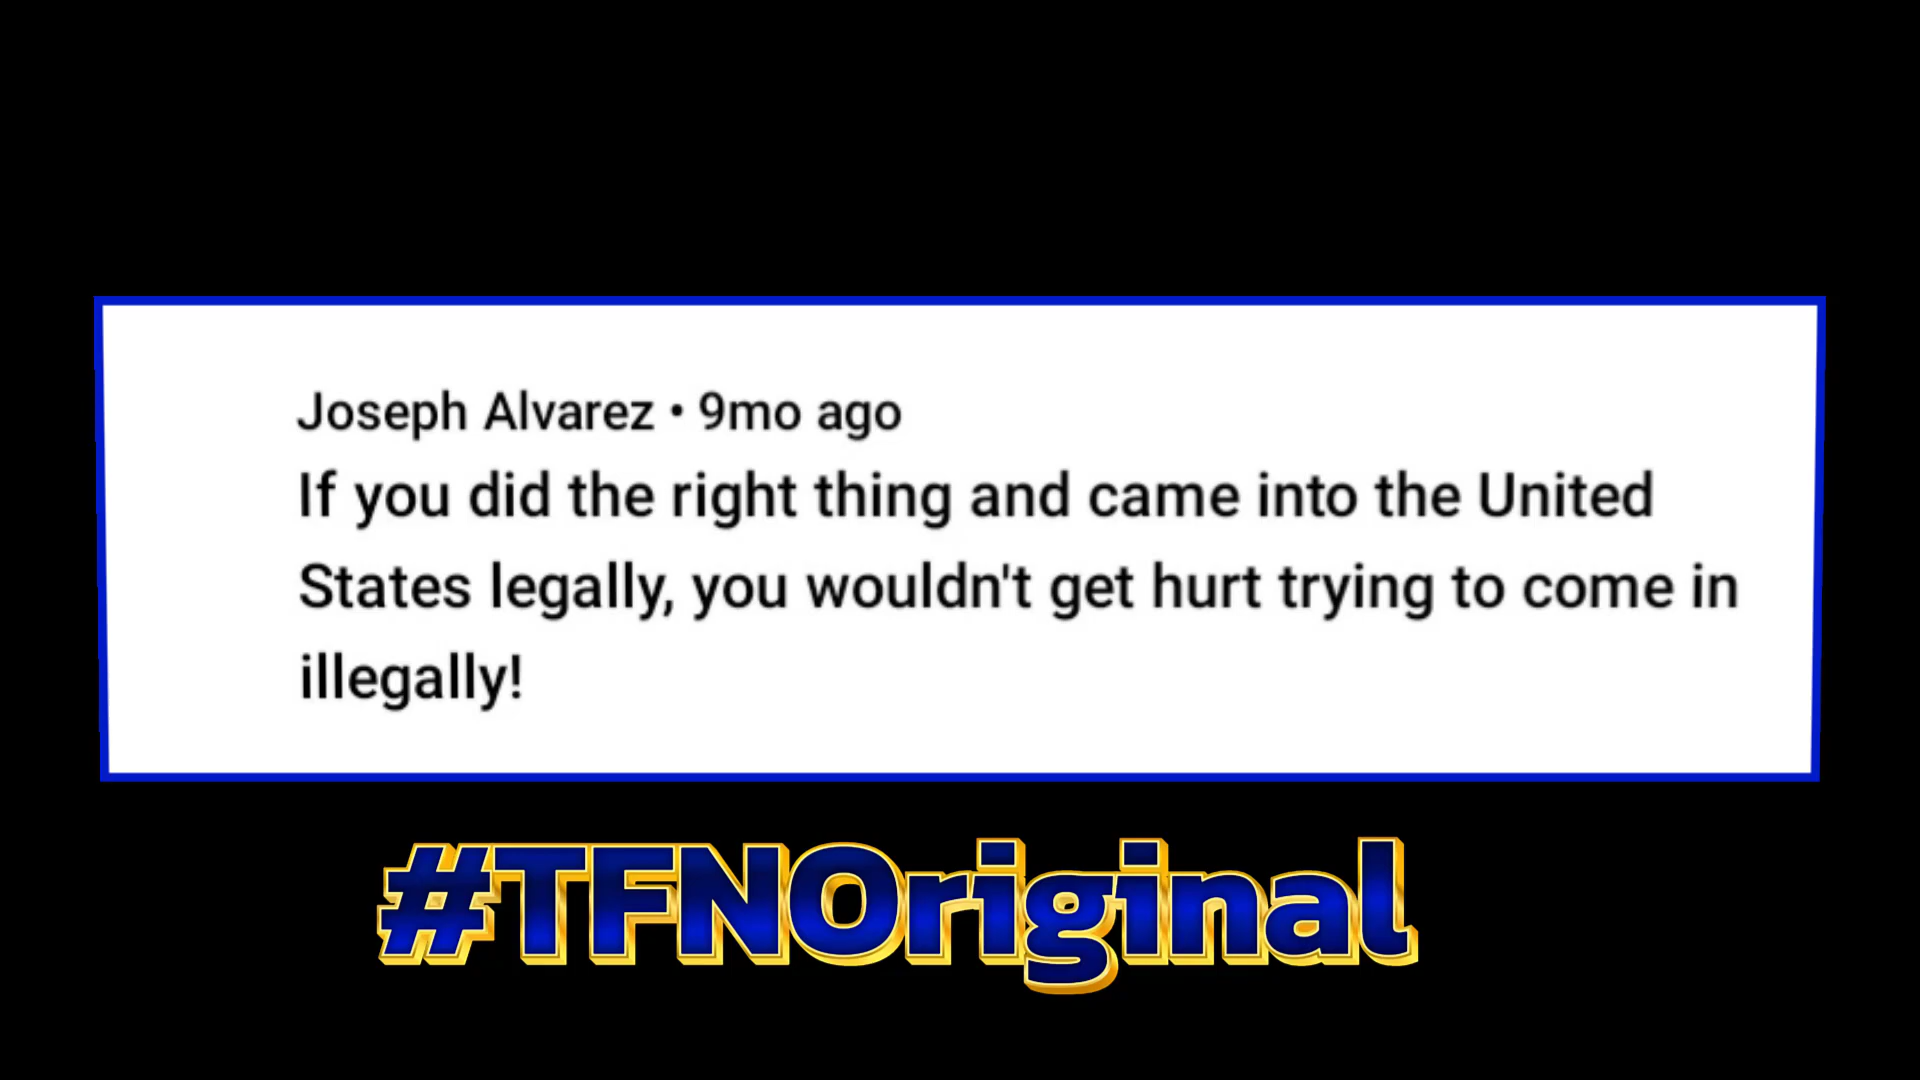 Joseph Alvarez • 9mo ago
If you did the right thing and came into the United
States legally, you wouldn't get hurt trying to come in
illegally!
#TFNOriginal